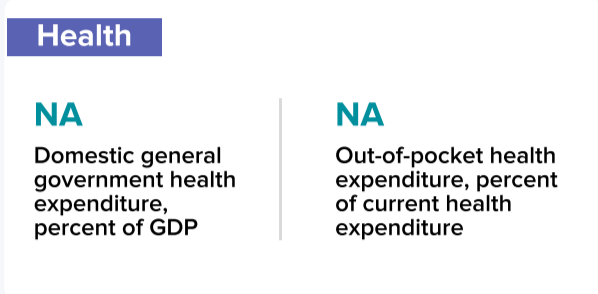 Health
NA
Domestic general
government health
expenditure,
percent of GDP
NA
Out-of-pocket health
expenditure, percent
of current health
expenditure